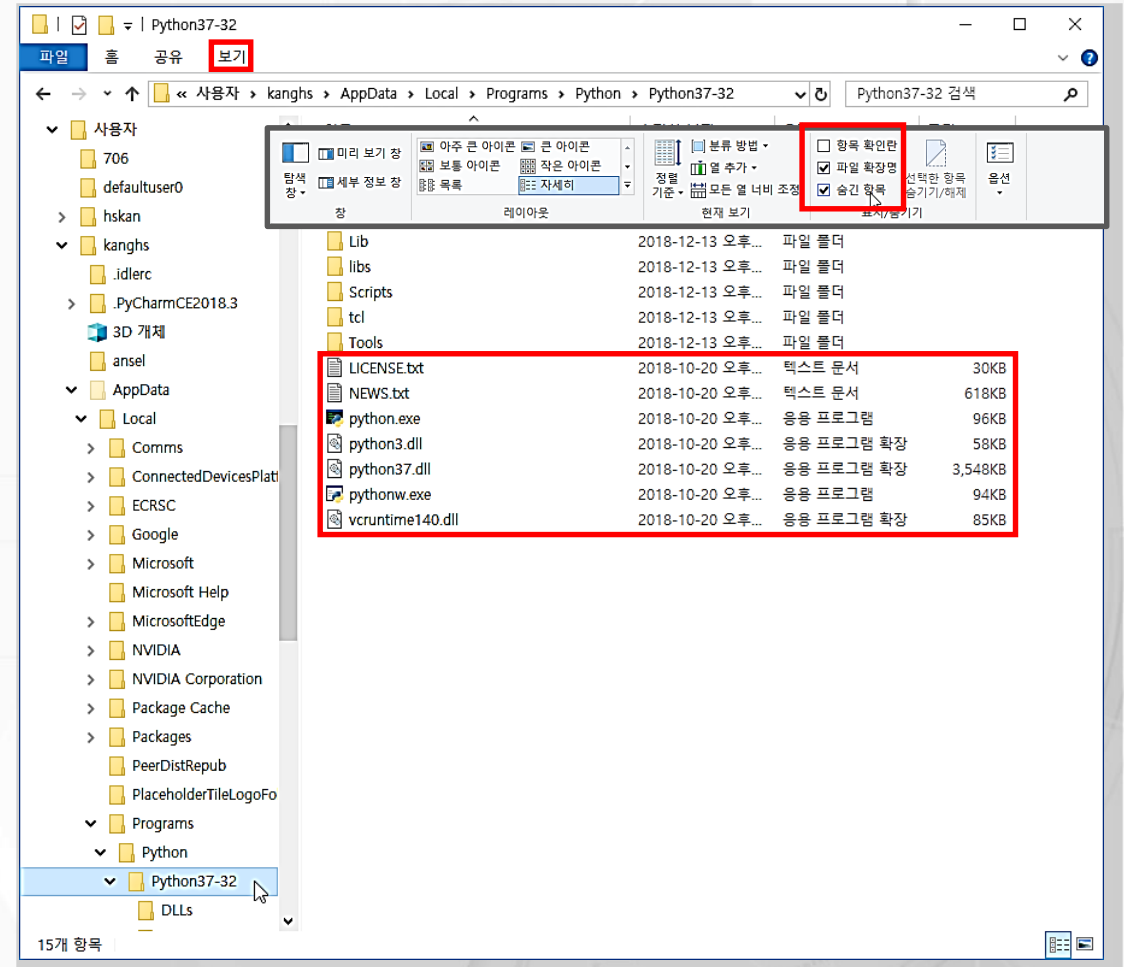 Python37-32
파일 홈 공유 보기
« 사용자 > kanghs > AppData > Local > Programs > Python > Python37-32
Python37-32 검색
사용자
706
defaultuser0
hskan
kanghs
.idlerc
.PyCharmCE2018.3
3D 개체
ansel
AppData
Local
Comms
ConnectedDevicesPlatf
ECRSC
Google
Microsoft
Microsoft Help
MicrosoftEdge
NVIDIA
NVIDIA Corporation
Package Cache
Packages
PeerDistRepub
PlaceholderTileLogoFo
Programs
Python
Python37-32
DLLs
탐색 창
미리 보기 창
세부 정보 창
창
아주 큰 아이콘 큰 아이콘
보통 아이콘 작은 아이콘
목록 자세히
레이아웃
정렬 기준
분류 방법
열 추가
모든 열 너비 조정
현재 보기
항목 확인란
파일 확장명
숨긴 항목
선택한 항목
숨기기/해제
표시/숨기기
옵션
Lib 2018-12-13 오후... 파일 폴더
libs 2018-12-13 오후... 파일 폴더
Scripts 2018-12-13 오후... 파일 폴더
tcl 2018-12-13 오후... 파일 폴더
Tools 2018-12-13 오후... 파일 폴더
LICENSE.txt 2018-10-20 오후... 텍스트 문서 30KB
NEWS.txt 2018-10-20 오후... 텍스트 문서 618KB
python.exe 2018-10-20 오후... 응용 프로그램 96KB
python3.dll 2018-10-20 오후... 응용 프로그램 확장 58KB
python37.dll 2018-10-20 오후... 응용 프로그램 확장 3,548KB
pythonw.exe 2018-10-20 오후... 응용 프로그램 94KB
vcruntime140.dll 2018-10-20 오후... 응용 프로그램 확장 85KB
15개 항목